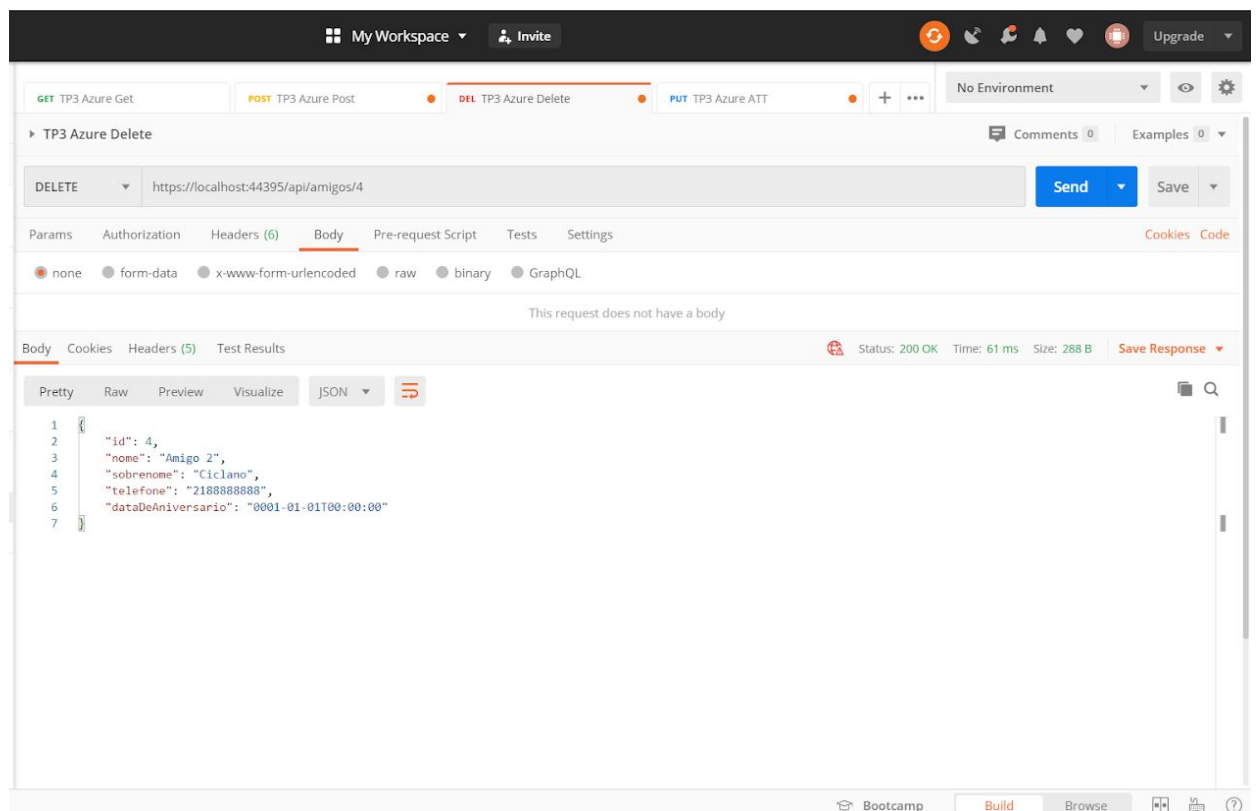 My Workspace Invite Upgrade
GET TP3 Azure Get POST TP3 Azure Post DEL TP3 Azure Delete PUT TP3 Azure ATT + ••• No Environment
TP3 Azure Delete Comments 0 Examples 0
DELETE https://localhost:44395/api/amigos/4 Send Save
Params Authorization Headers (6) Body Pre-request Script Tests Settings Cookies Code
none form-data x-www-form-urlencoded raw binary GraphQL
This request does not have a body
Body Cookies Headers (5) Test Results Status: 200 OK Time: 61 ms Size: 288 B Save Response
Pretty Raw Preview Visualize JSON
1 {
2 "id": 4,
3 "nome": "Amigo 2",
4 "sobrenome": "Ciclano",
5 "telefone": "2188888888",
6 "dataDeAniversario": "0001-01-01T00:00:00"
7 }
Bootcamp Build Browse ?